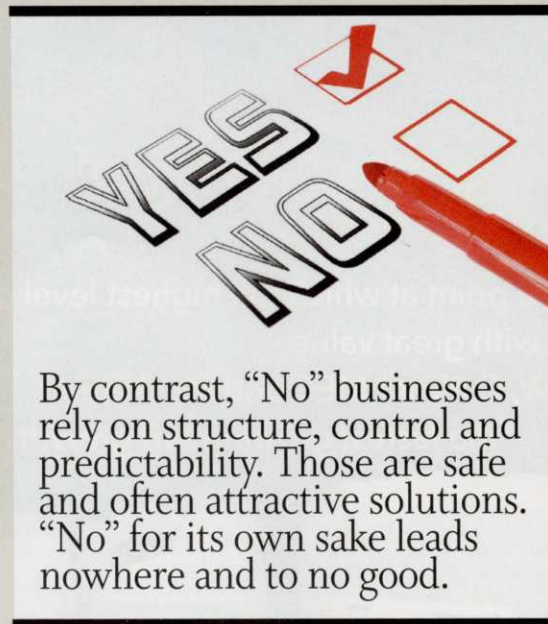 YES
NO
By contrast, “No” businesses
rely on structure, control and
predictability. Those are safe
and often attractive solutions.
“No” for its own sake leads
nowhere and to no good.